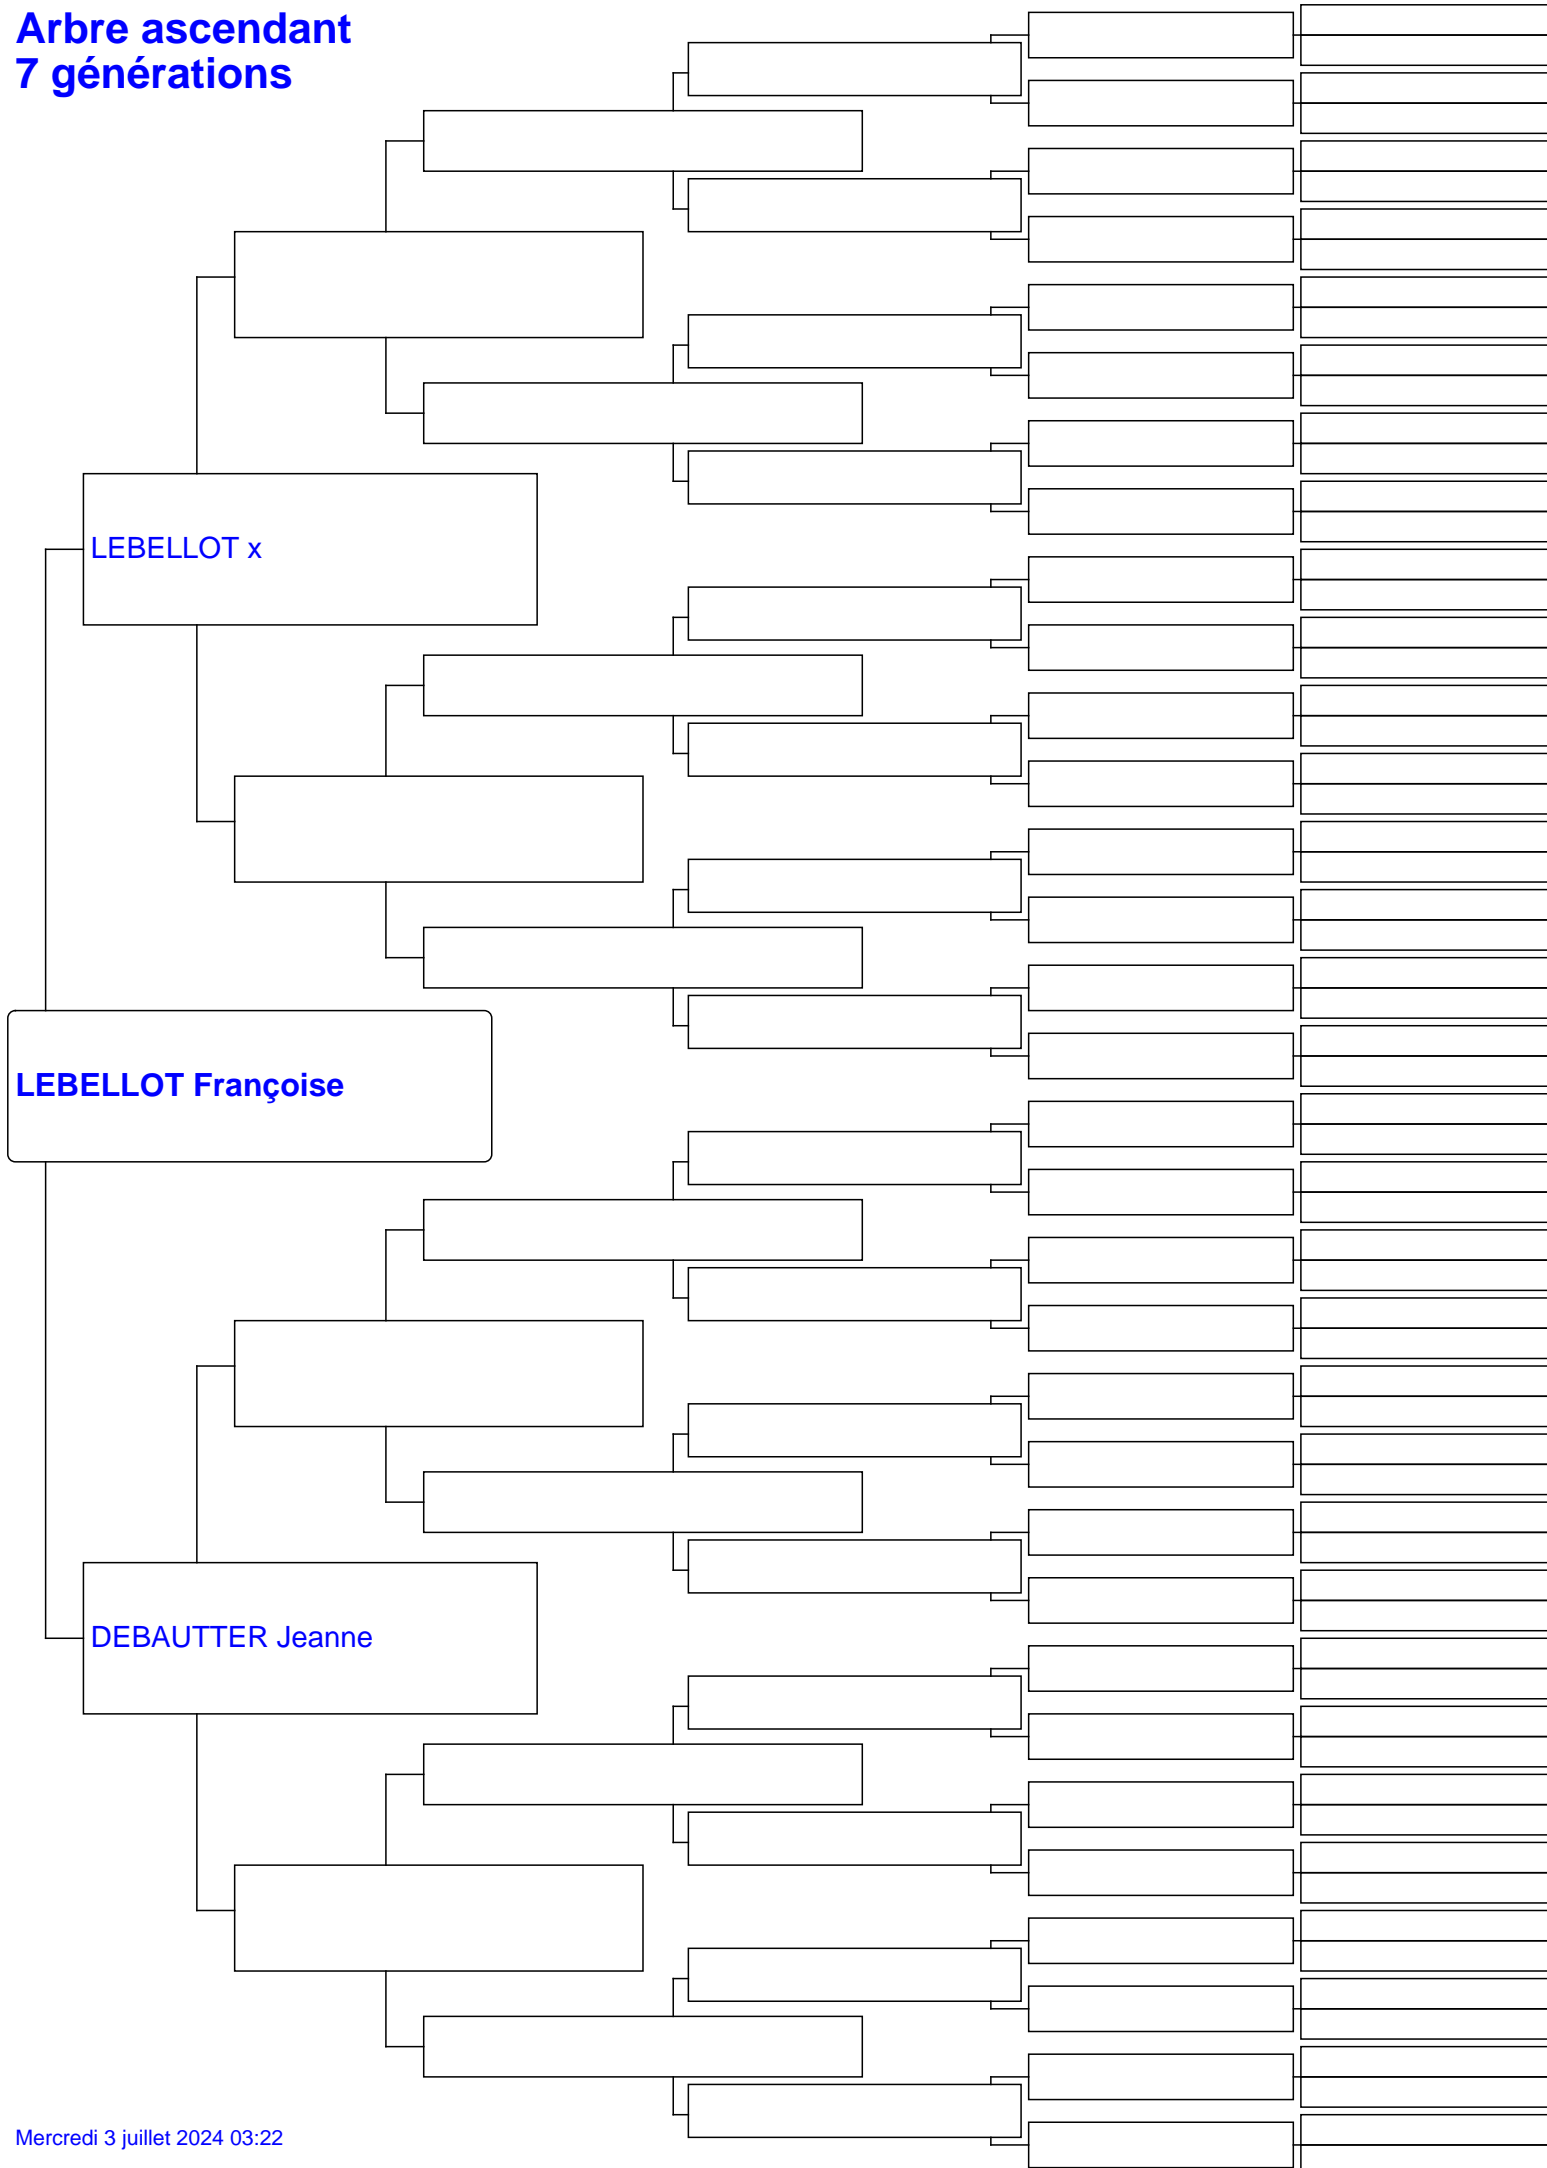 Arbre ascendant
7 générations
LEBELLOT x
LEBELLOT Françoise
DEBAUTTER Jeanne
Mercredi 3 juillet 2024 03:22